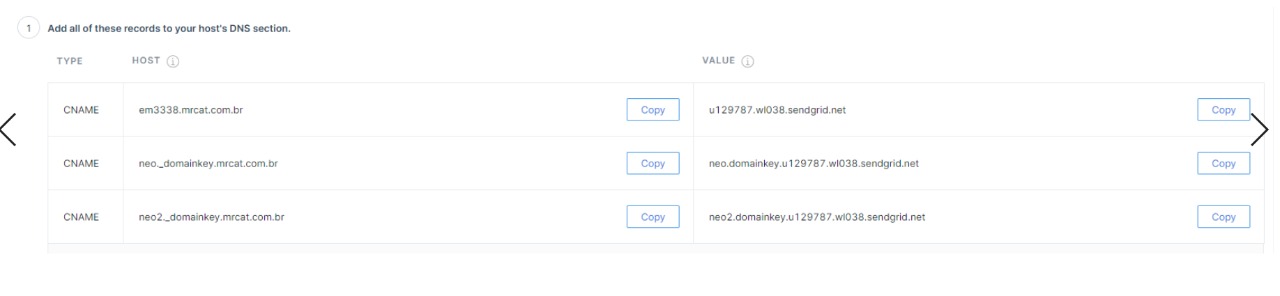 1 Add all of these records to your host's DNS section.
TYPE HOST VALUE
CNAME em3338.mrcat.com.br Copy u129787.wl038.sendgrid.net Copy
CNAME neo._domainkey.mrcat.com.br Copy neo.domainkey.u129787.wl038.sendgrid.net Copy
CNAME neo2._domainkey.mrcat.com.br Copy neo2.domainkey.u129787.wl038.sendgrid.net Copy